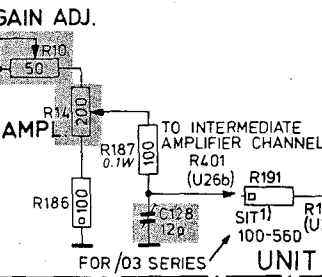 GAIN ADJ.
R10
50
R14
200
AMPL.
R187
0.1W
100
TO INTERMEDIATE
AMPLIFIER CHANNEL
R401
(U26b)
R186
100
C128
12p
R191
SIT1)
100-560
R1
(U
FOR /03 SERIES
UNIT